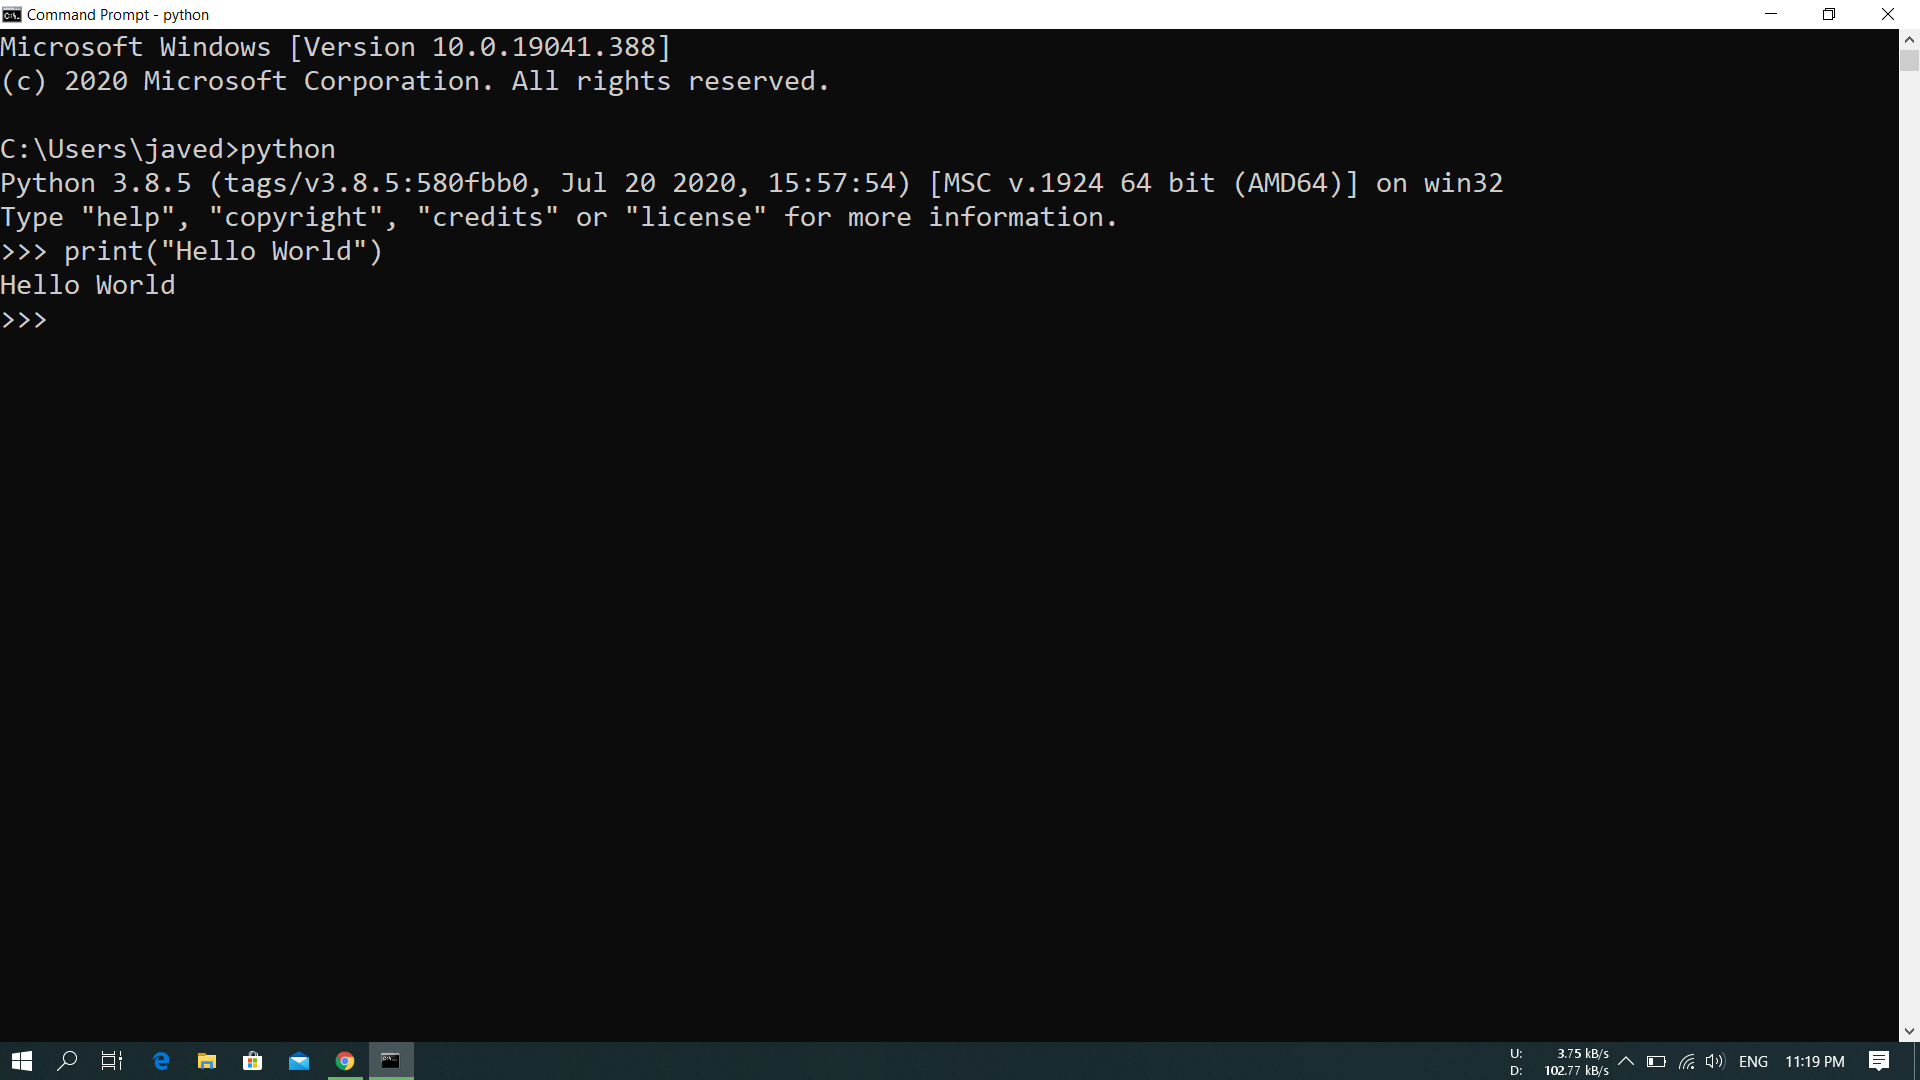 Command Prompt - python
Microsoft Windows [Version 10.0.19041.388]
(c) 2020 Microsoft Corporation. All rights reserved.
C:\Users\javed>python
Python 3.8.5 (tags/v3.8.5:580fbb0, Jul 20 2020, 15:57:54) [MSC v.1924 64 bit (AMD64)] on win32
Type "help", "copyright", "credits" or "license" for more information.
>>> print("Hello World")
Hello World
>>>
U: 3.75 kB/s
D: 102.77 kB/s
ENG
11:19 PM